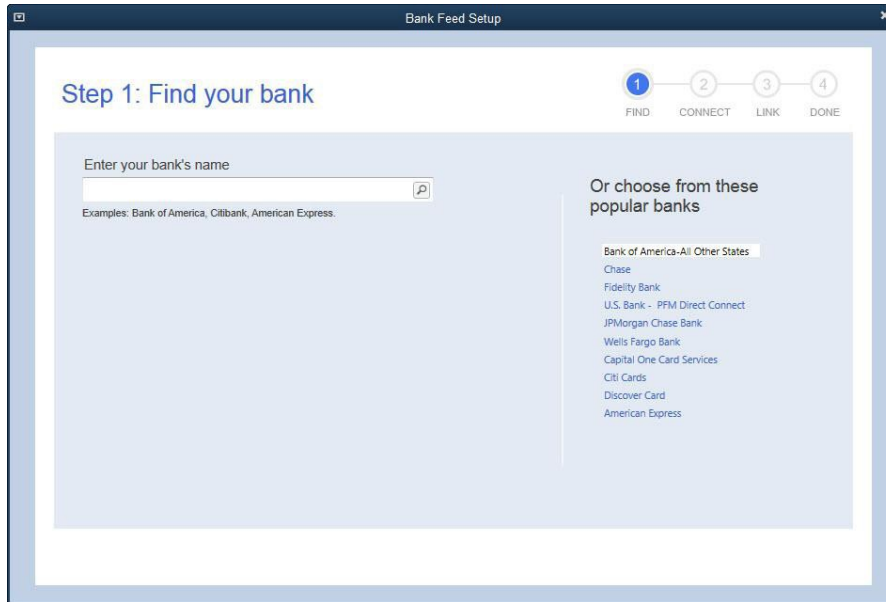 Bank Feed Setup
Step 1: Find your bank
1 2 3 4
FIND CONNECT LINK DONE
Enter your bank's name
Examples: Bank of America, Citibank, American Express.
Or choose from these
popular banks
Bank of America-All Other States
Chase
Fidelity Bank
U.S. Bank - PFM Direct Connect
JPMorgan Chase Bank
Wells Fargo Bank
Capital One Card Services
Citi Cards
Discover Card
American Express